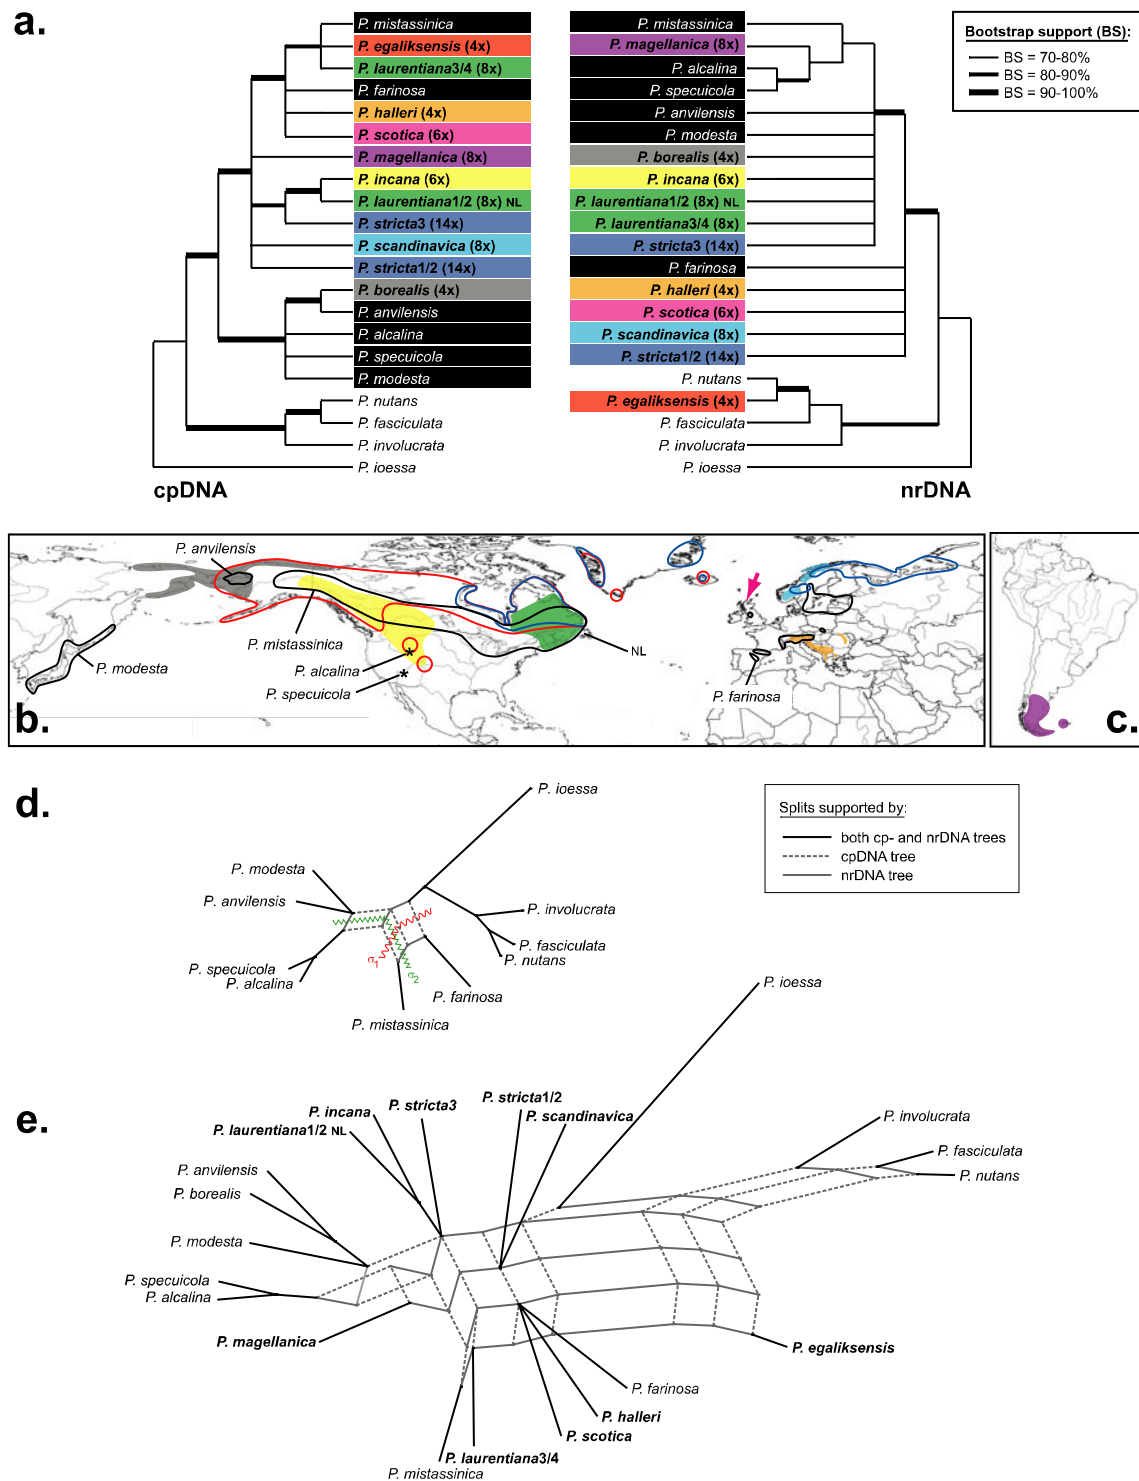 a.
P. mistassinica
P. egaliksensis (4x)
P. laurentiana3/4 (8x)
P. farinosa
P. halleri (4x)
P. scotica (6x)
P. magellanica (8x)
P. incana (6x)
P. laurentiana1/2 (8x) NL
P. stricta3 (14x)
P. scandinavica (8x)
P. stricta1/2 (14x)
P. borealis (4x)
P. anvilensis
P. alcalina
P. specuicola
P. modesta
P. nutans
P. fasciculata
P. involucrata
P. ioessa
cpDNA
P. mistassinica
P. magellanica (8x)
P. alcalina
P. specuicola
P. anvilensis
P. modesta
P. borealis (4x)
P. incana (6x)
P. laurentiana1/2 (8x) NL
P. laurentiana3/4 (8x)
P. stricta3 (14x)
P. farinosa
P. halleri (4x)
P. scotica (6x)
P. scandinavica (8x)
P. stricta1/2 (14x)
P. nutans
P. egaliksensis (4x)
P. fasciculata
P. involucrata
P. ioessa
nrDNA
Bootstrap support (BS):
BS = 70-80%
BS = 80-90%
BS = 90-100%
P. anvilensis
P. mistassinica
P. modesta
P. alcalina
*
P. specuicola
*
NL
P. farinosa
b.
c.
d.
P. ioessa
P. modesta
P. anvilensis
P. involucrata
P. fasciculata
P. nutans
P. specuicola
P. alcalina
σ1
σ2
P. farinosa
P. mistassinica
Splits supported by:
both cp- and nrDNA trees
cpDNA tree
nrDNA tree
e.
P. ioessa
P. stricta1/2
P. stricta3
P. incana
P. scandinavica
P. laurentiana1/2 NL
P. involucrata
P. fasciculata
P. nutans
P. anvilensis
P. borealis
P. modesta
P. specuicola
P. alcalina
P. magellanica
P. egaliksensis
P. farinosa
P. halleri
P. scotica
P. laurentiana3/4
P. mistassinica